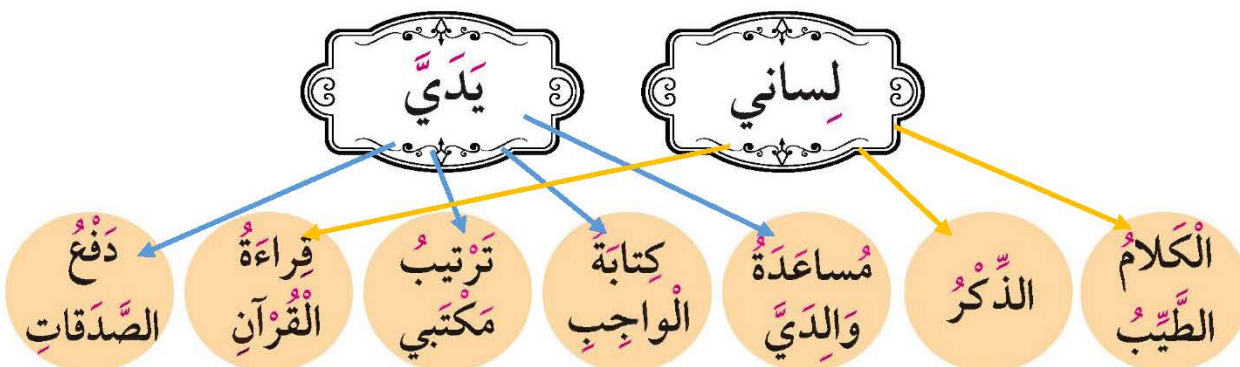 لِساني
يَدَيَّ
الْكَلامُ
الطَّيِّبُ
الذِّكْرُ
مُساعَدَةُ
وَالِدَيَّ
كِتابَةُ
الْواجِبِ
تَرْتيبُ
مَكْتَبي
قِراءَةُ
الْقُرْآنِ
دَفْعُ
الصَّدَقاتِ